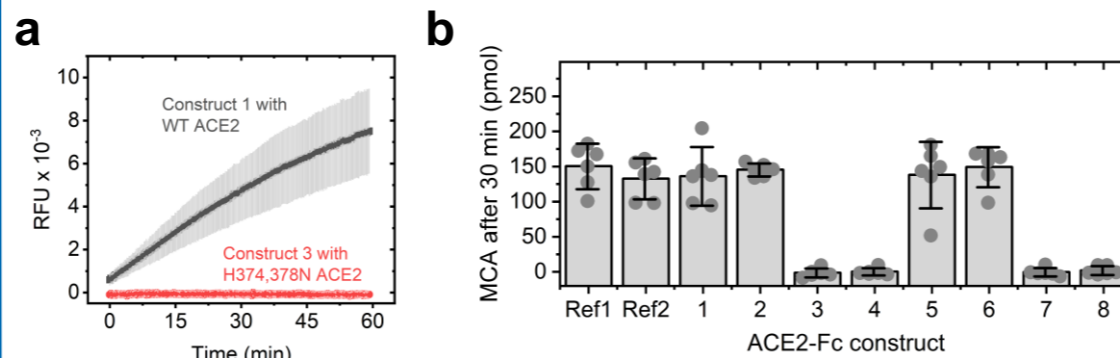 a
b
RFU x 10-3
10
8
6
4
2
0
Construct 1 with
WT ACE2
Construct 3 with
H374,378N ACE2
0 15 30 45 60
Time (min)
MCA after 30 min (pmol)
250
200
150
100
50
0
Ref1 Ref2 1 2 3 4 5 6 7 8
ACE2-Fc construct